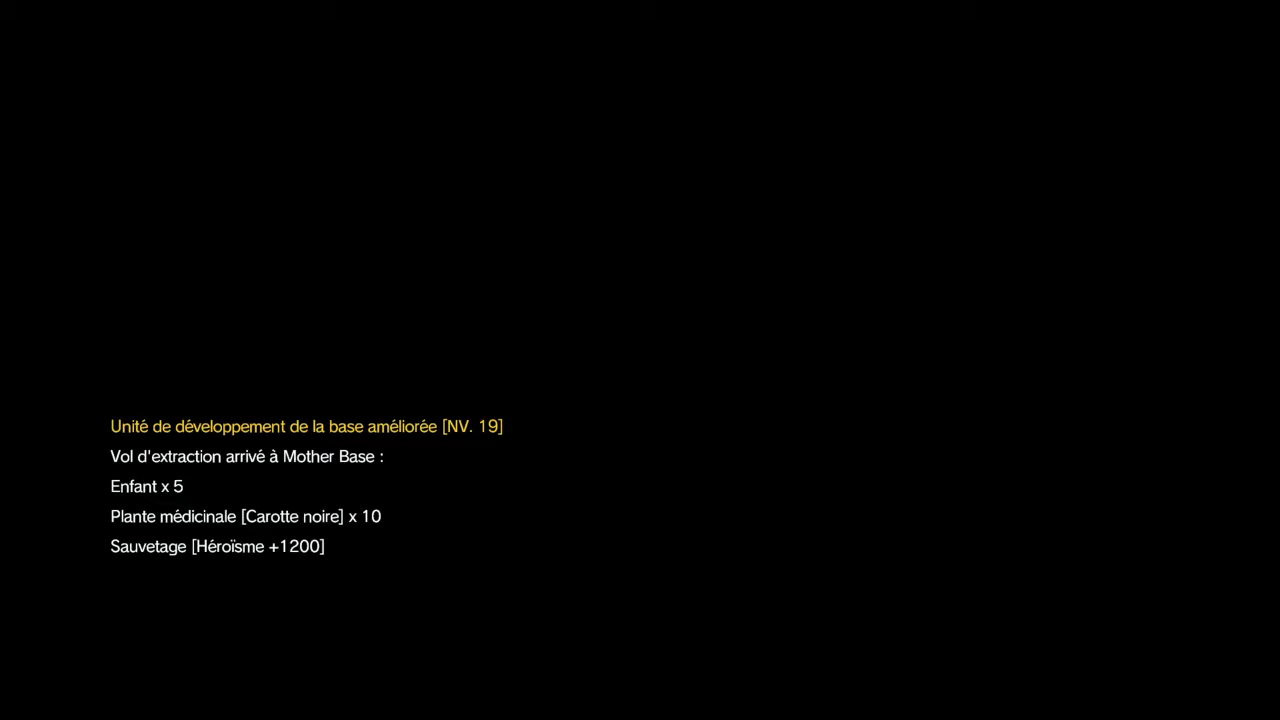 Unité de développement de la base améliorée [NV. 19]
Vol d'extraction arrivé à Mother Base :
Enfant x 5
Plante médicinale [Carotte noire] x 10
Sauvetage [Héroïsme +1200]